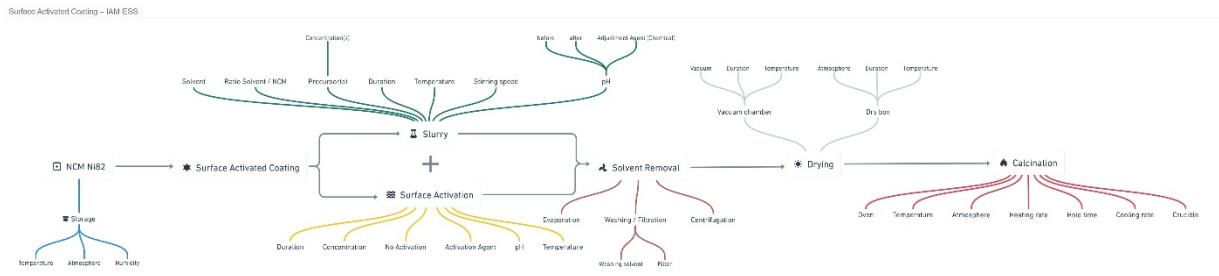 Surface Activated Coating – IAM-ESS
Concentration(s)
before after Adjustment Agent (Chemical)
Solvent Ratio Solvent / NCM Precursor(s) Duration Temperature Stirring speed pH
Vacuum Duration Temperature Atmosphere Duration Temperature
Vacuum chamber Dry box
Slurry
+
NCM Ni82 Surface Activated Coating Solvent Removal Drying Calcination
Surface Activation
Storage Evaporation Washing / Filtration Centrifugation Oven Temperature Atmosphere Heating rate Hold time Cooling rate Crucible
Duration Concentration No Activation Activation Agent pH Temperature
Temperature Atmosphere Humidity Washing solvent Filter